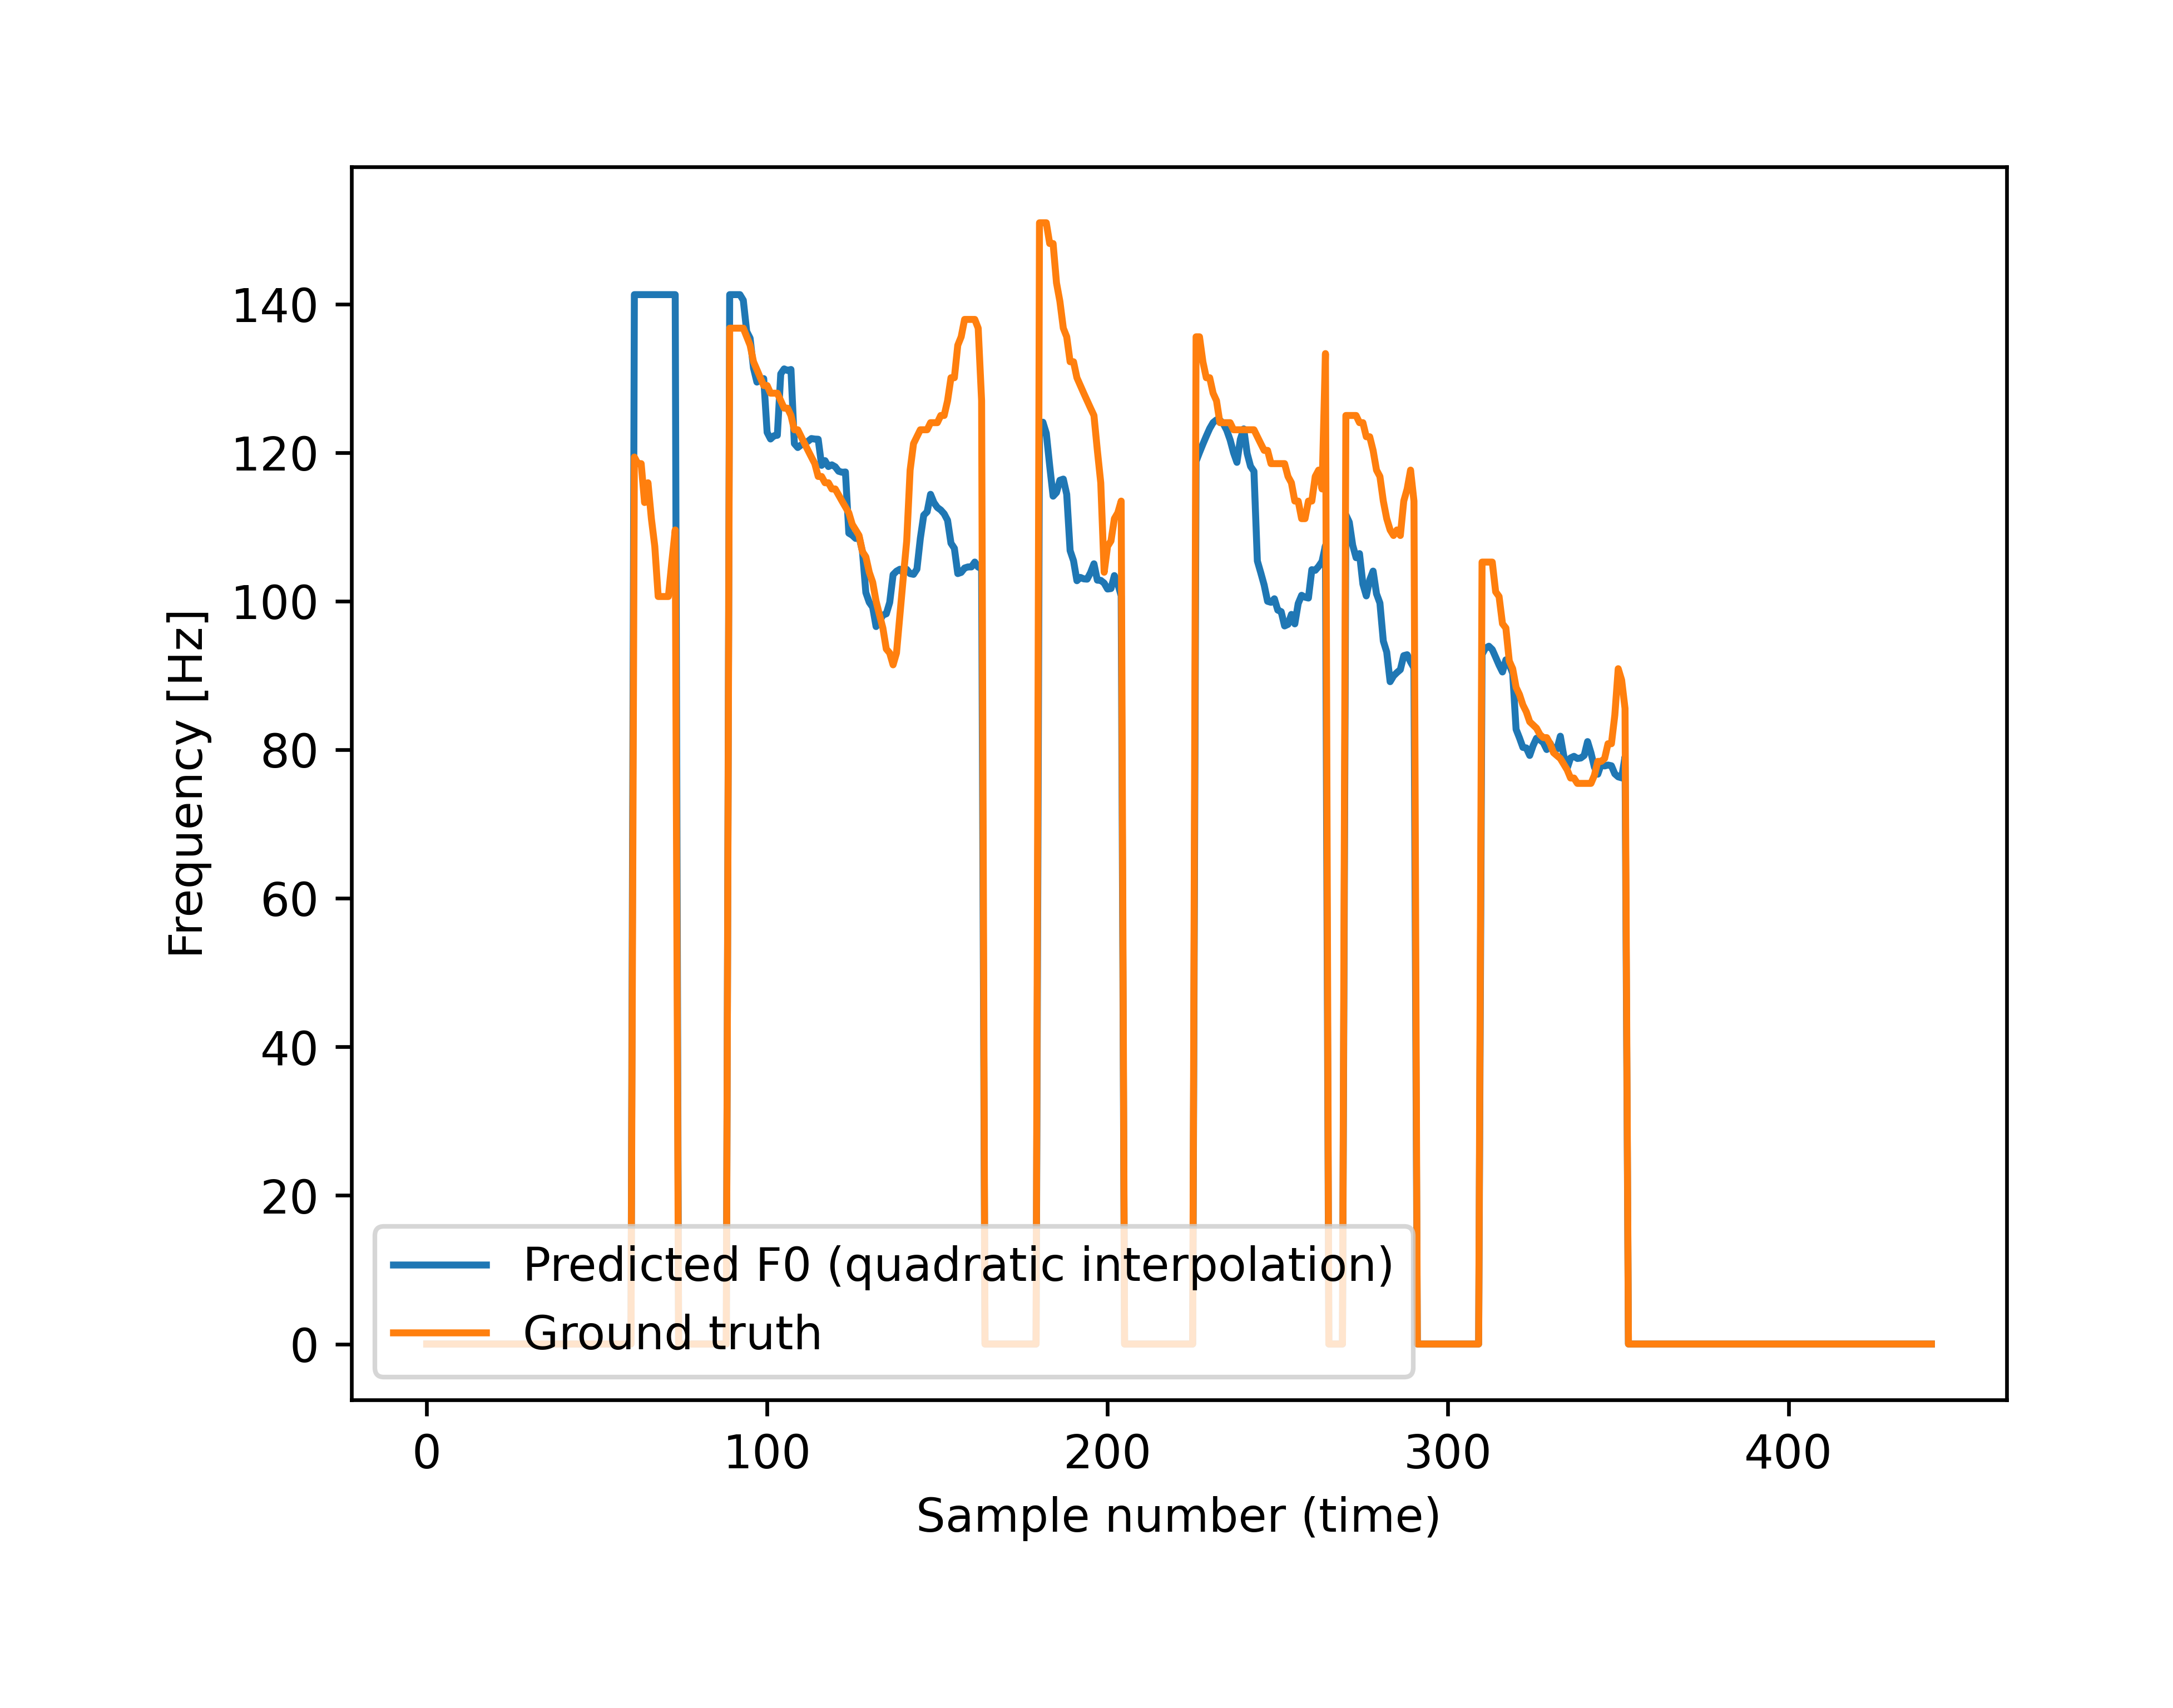 140
120
100
80
60
40
20
0
Frequency [Hz]
Predicted F0 (quadratic interpolation)
Ground truth
0 100 200 300 400
Sample number (time)